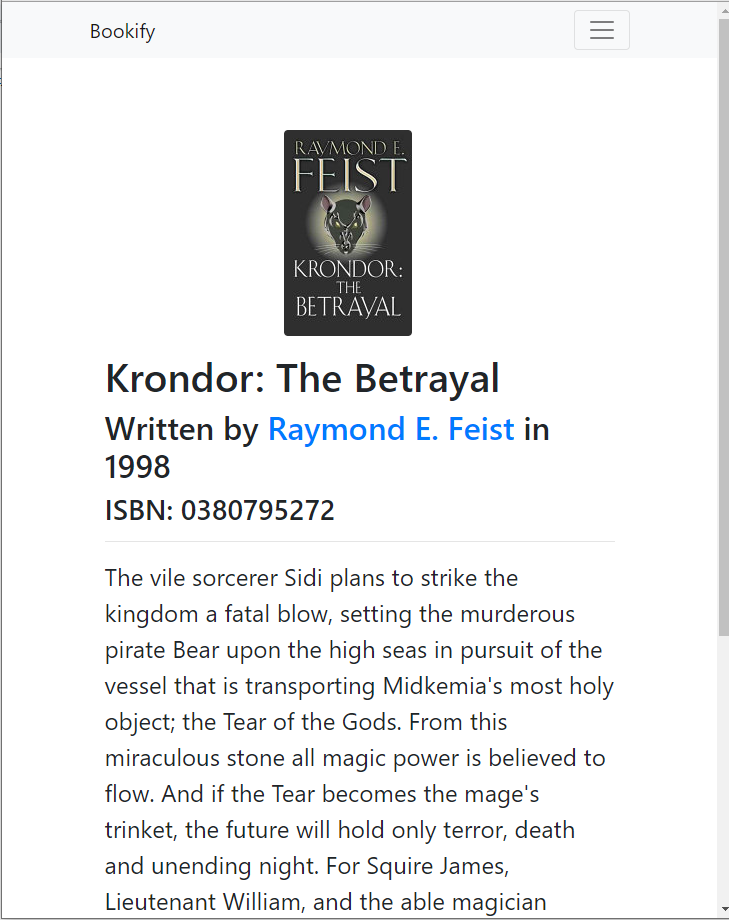 Bookify
RAYMOND E.
FEIST
KRONDOR:
THE
BETRAYAL
Krondor: The Betrayal
Written by Raymond E. Feist in
1998
ISBN: 0380795272
The vile sorcerer Sidi plans to strike the
kingdom a fatal blow, setting the murderous
pirate Bear upon the high seas in pursuit of the
vessel that is transporting Midkemia's most holy
object; the Tear of the Gods. From this
miraculous stone all magic power is believed to
flow. And if the Tear becomes the mage's
trinket, the future will hold only terror, death
and unending night. For Squire James,
Lieutenant William, and the able magician